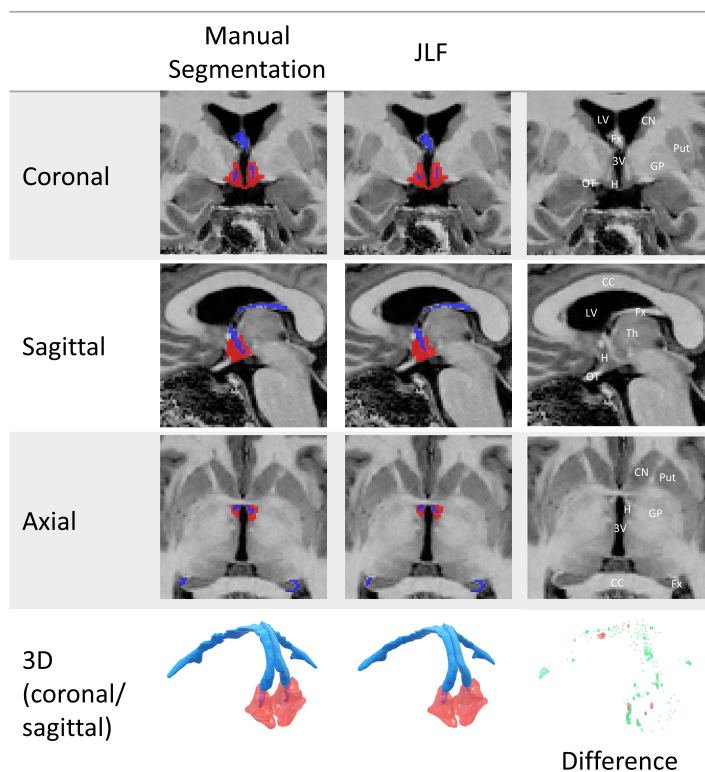 Manual
Segmentation
JLF
Coronal
LV
CN
Fx
Put
3V
GP
OT
H
Sagittal
CC
LV
Fx
Th
H
OT
Axial
CN
Put
H
GP
3V
CC
Fx
3D
(coronal/
sagittal)
Difference